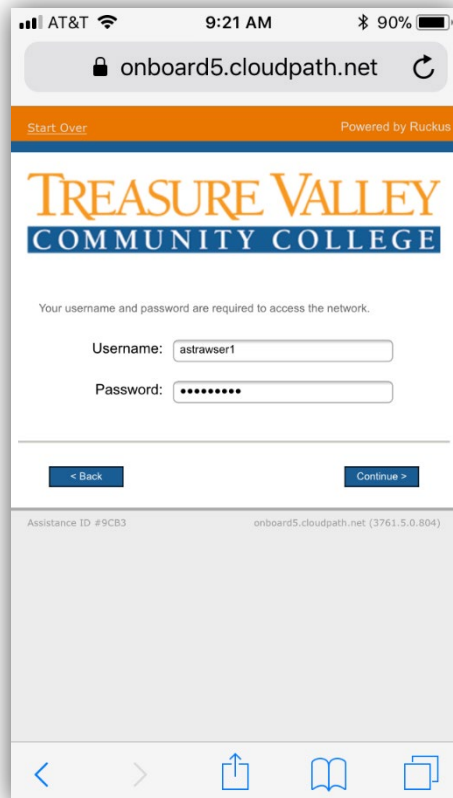 AT&T 9:21 AM 90%
onboard5.cloudpath.net
Start Over Powered by Ruckus
TREASURE VALLEY
COMMUNITY COLLEGE
Your username and password are required to access the network.
Username: astrawser1
Password: •••••••••
< Back Continue >
Assistance ID #9CB3 onboard5.cloudpath.net (3761.5.0.804)